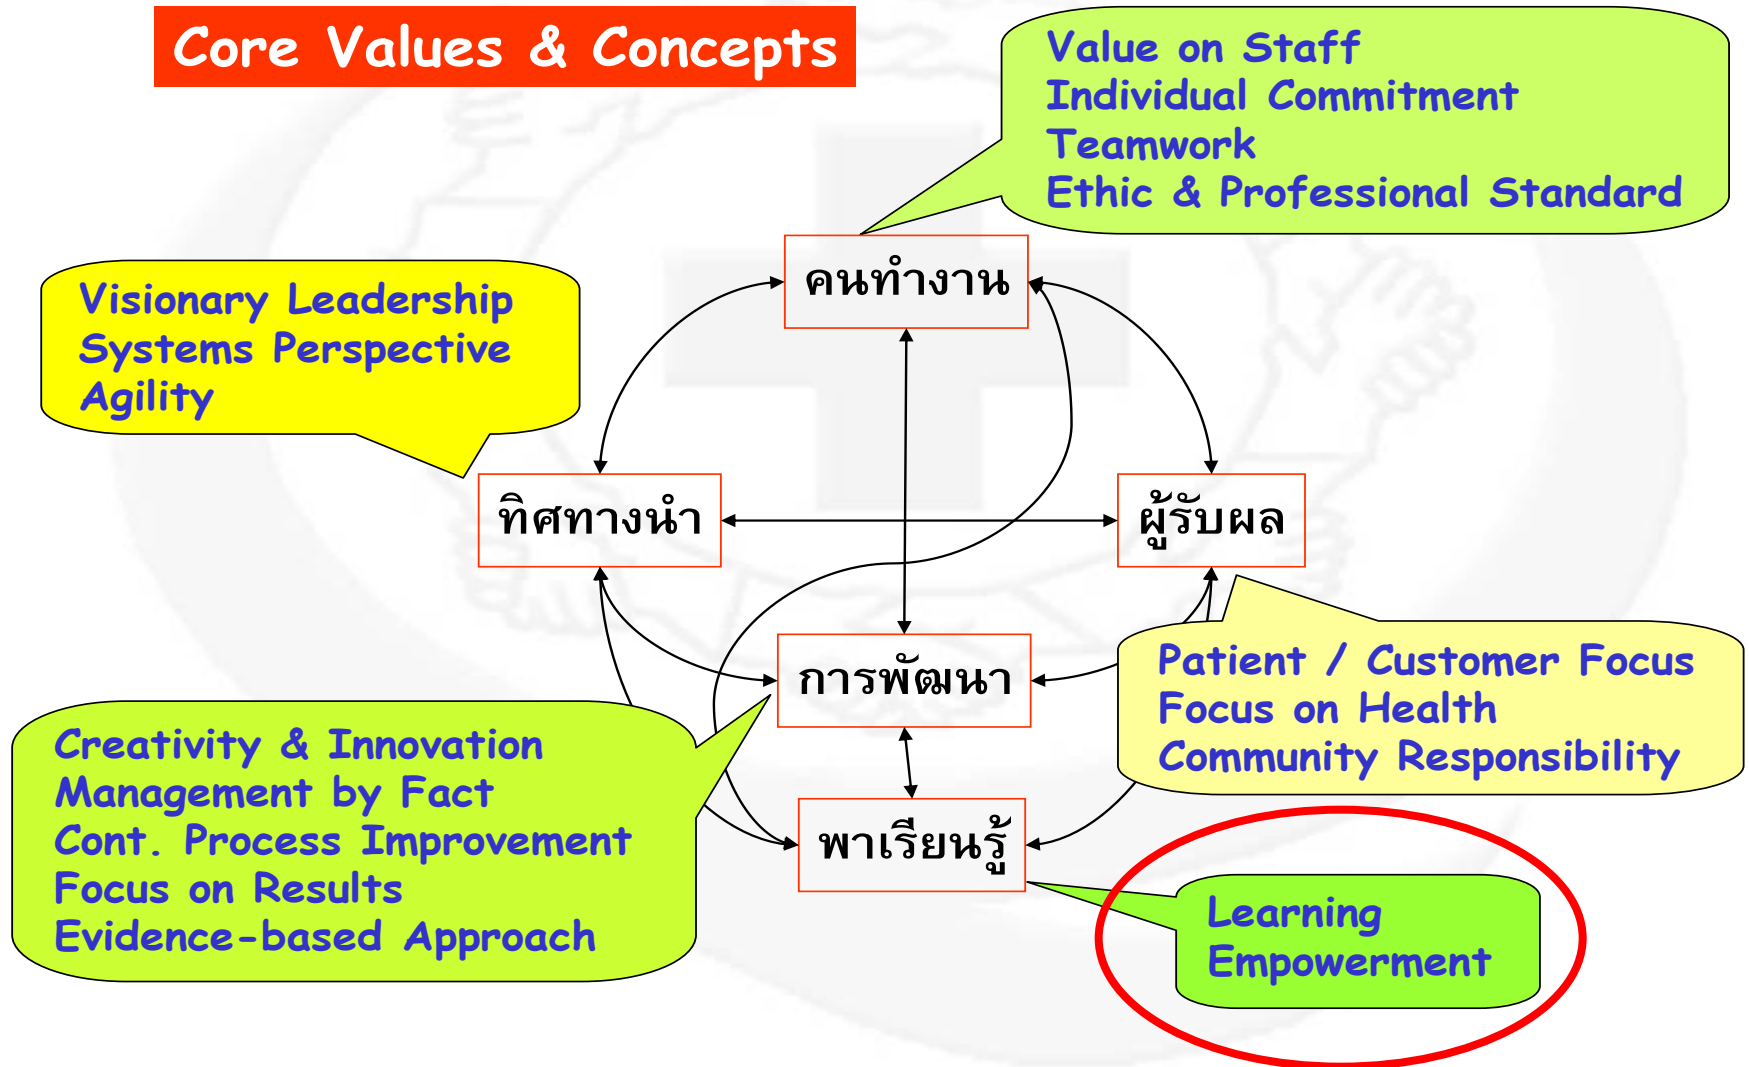 Core Values & Concepts
Value on Staff
Individual Commitment
Teamwork
Ethic & Professional Standard
คนทำงาน
Visionary Leadership
Systems Perspective
Agility
ทิศทางนำ
ผู้รับผล
Patient / Customer Focus
Focus on Health
Community Responsibility
การพัฒนา
Creativity & Innovation
Management by Fact
Cont. Process Improvement
Focus on Results
Evidence-based Approach
พาเรียนรู้
Learning
Empowerment